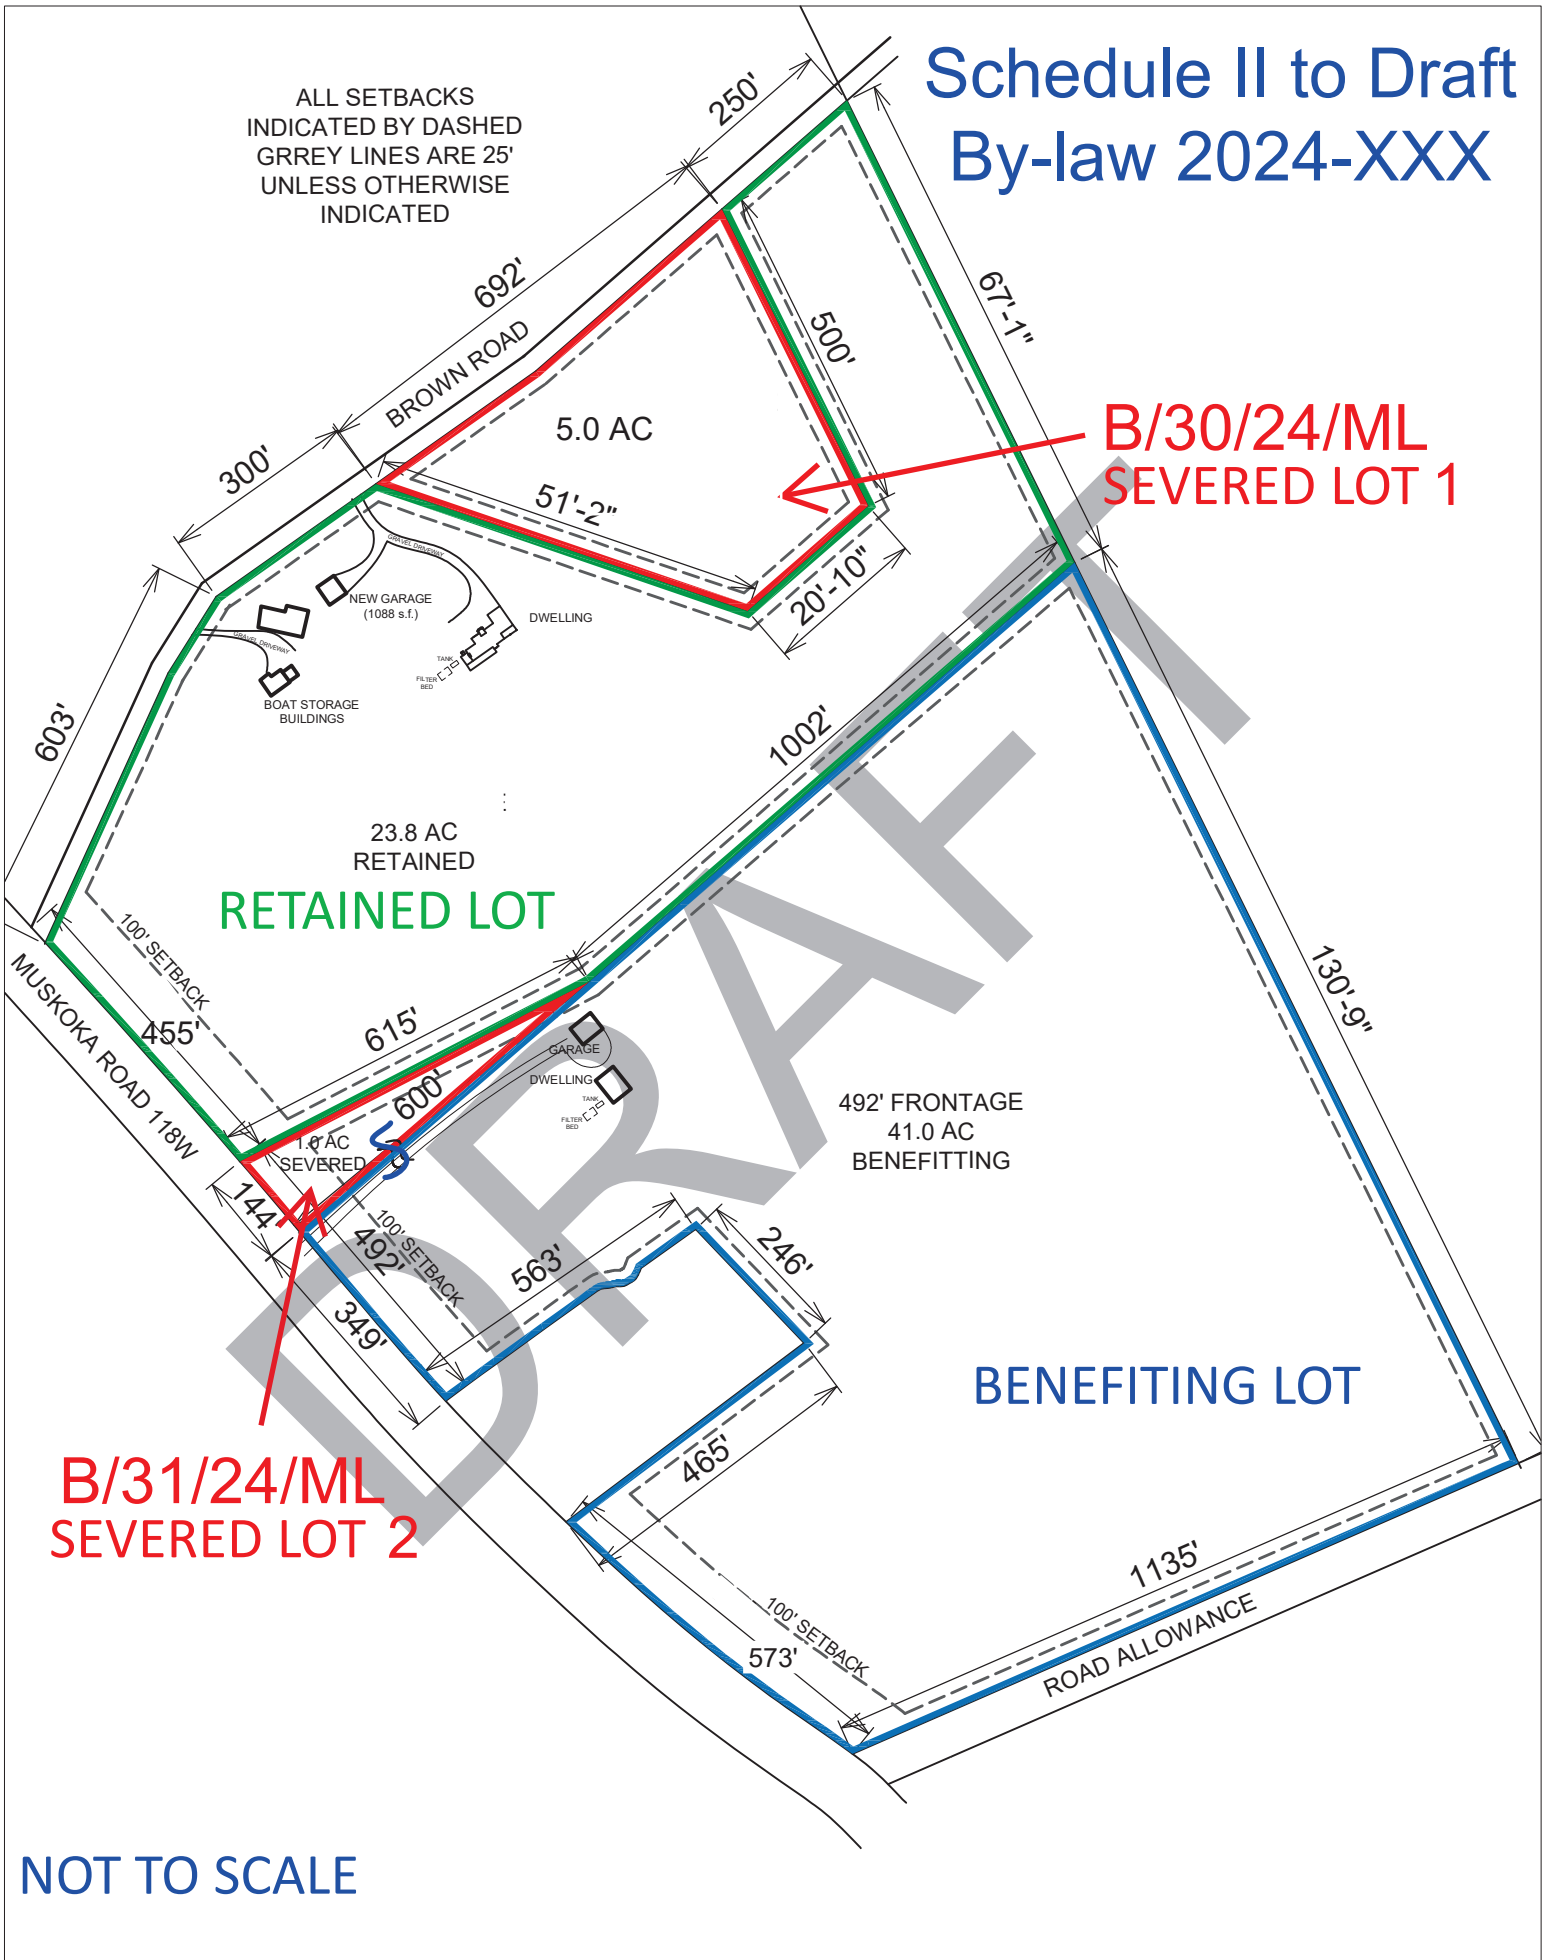 Schedule II to Draft
By-law 2024-XXX
ALL SETBACKS
INDICATED BY DASHED
GRREY LINES ARE 25'
UNLESS OTHERWISE
INDICATED
250'
692'
BROWN ROAD
300'
603'
500'
67'-1"
5.0 AC
51'-2"
20'-10"
B/30/24/ML
SEVERED LOT 1
GRAVEL DRIVEWAY
NEW GARAGE
(1088 s.f.)
DWELLING
GRAVEL DRIVEWAY
TANK
FILTER
BED
BOAT STORAGE
BUILDINGS
1002'
23.8 AC
RETAINED
RETAINED LOT
100' SETBACK
455'
MUSKOKA ROAD 118W
615'
600'
GARAGE
DWELLING
TANK
FILTER
BED
1.0 AC
SEVERED
144'
492'
100' SETBACK
349'
563'
246'
492' FRONTAGE
41.0 AC
BENEFITTING
130'-9"
BENEFITING LOT
465'
B/31/24/ML
SEVERED LOT 2
1135'
100' SETBACK
573'
ROAD ALLOWANCE
NOT TO SCALE
DRAFT